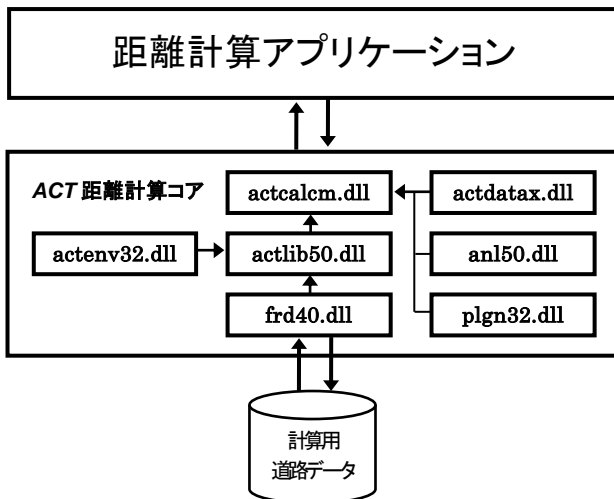 距離計算アプリケーション
ACT 距離計算コア
actcalcm.dll
actdatax.dll
actenv32.dll
actlib50.dll
anl50.dll
frd40.dll
plgn32.dll
計算用
道路データ